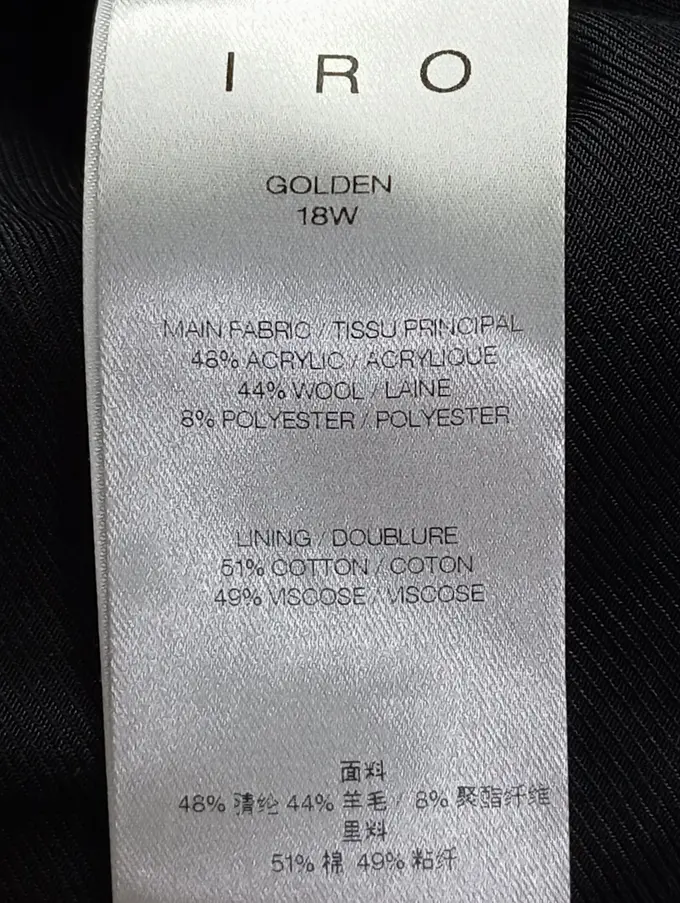 IRO
GOLDEN
18W
MAIN FABRIC / TISSU PRINCIPAL
48% ACRYLIC / ACRYLIQUE
44% WOOL / LAINE
8% POLYESTER / POLYESTER
LINING / DOUBLURE
51% COTTON / COTON
49% VISCOSE / VISCOSE
面料
48% 腈纶 44% 羊毛 / 8% 聚酯纤维
里料
51% 棉 49% 粘纤